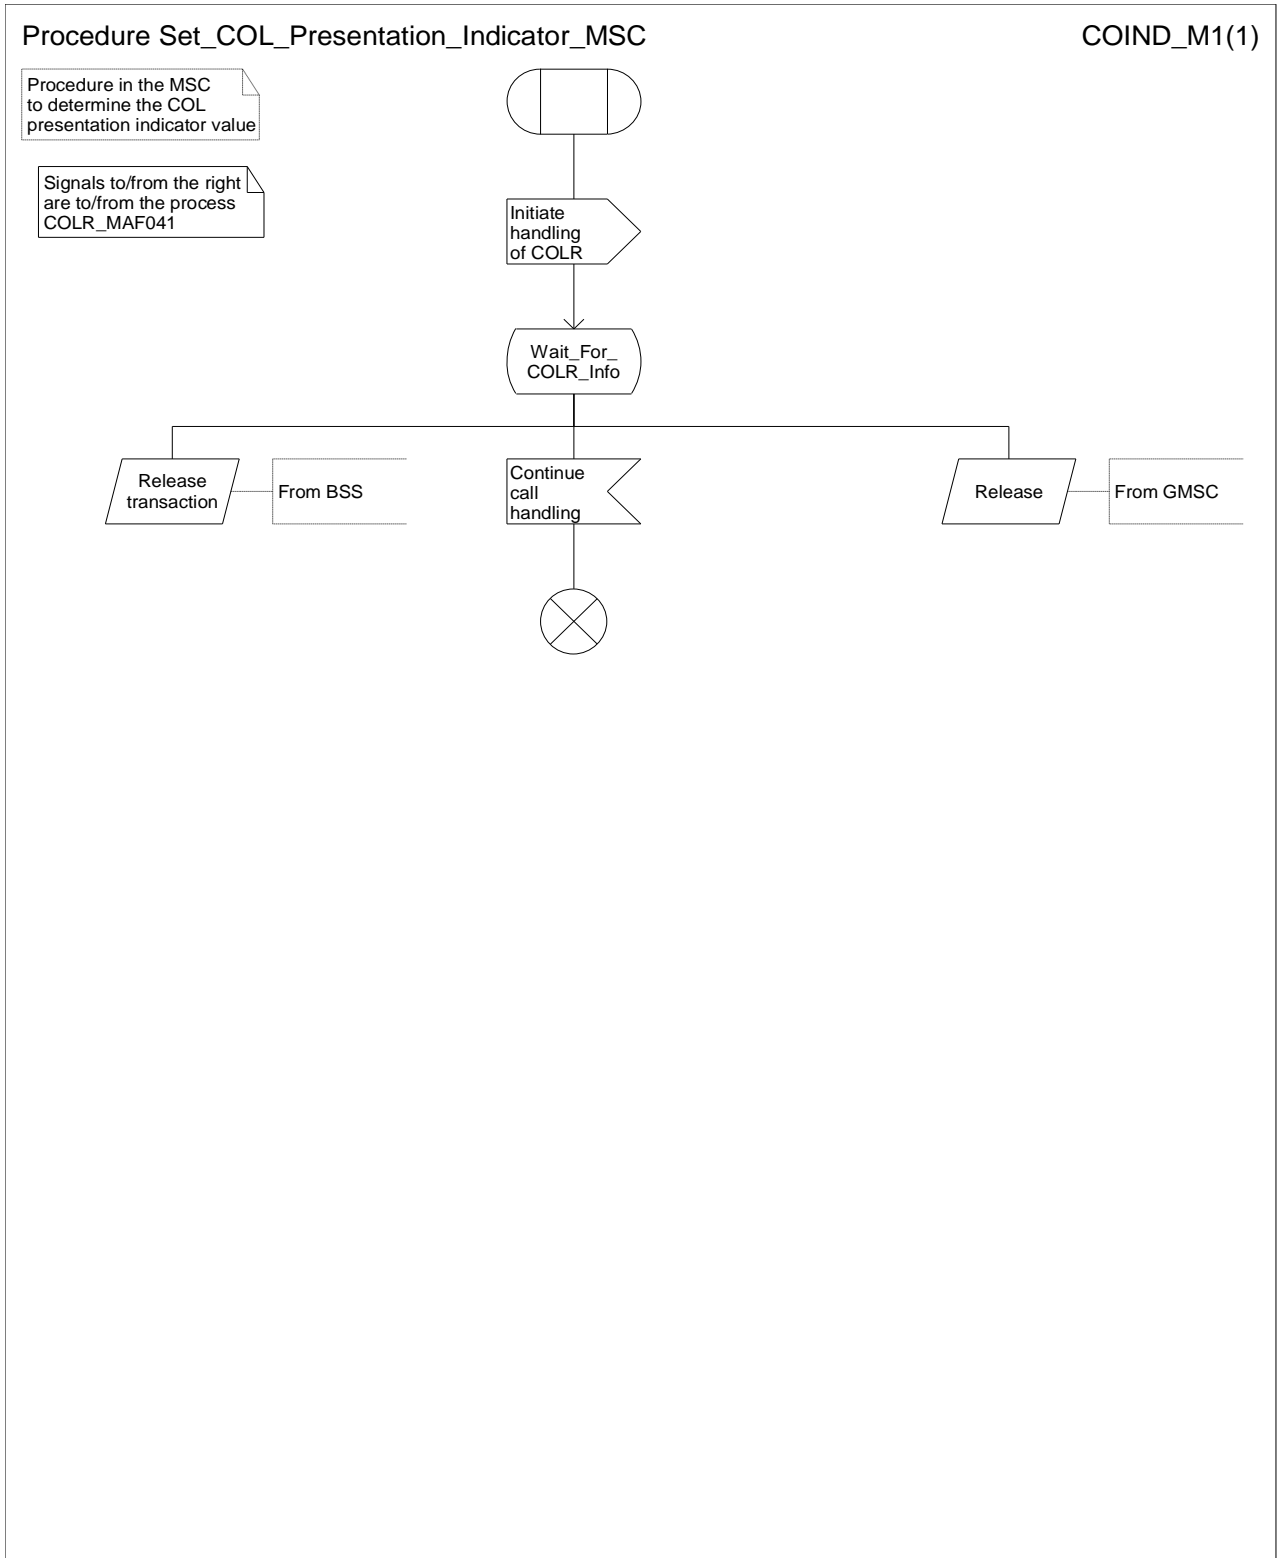 Procedure Set_COL_Presentation_Indicator_MSC
COIND_M1(1)
Procedure in the MSC
to determine the COL
presentation indicator value
Signals to/from the right
are to/from the process
COLR_MAF041
Initiate
handling
of COLR
Wait_For_
COLR_Info
Release
transaction
From BSS
Continue
call
handling
Release
From GMSC